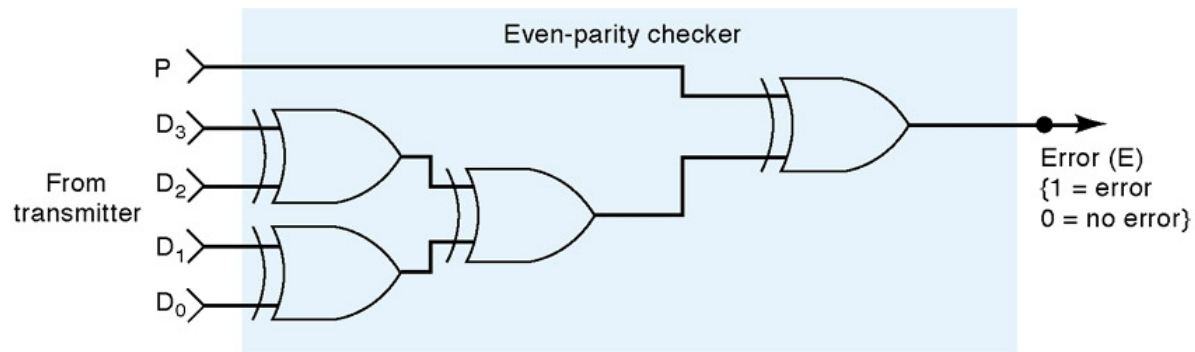 Even-parity checker
P
D3
D2
From
transmitter
D1
D0
Error (E)
{1 = error
0 = no error}